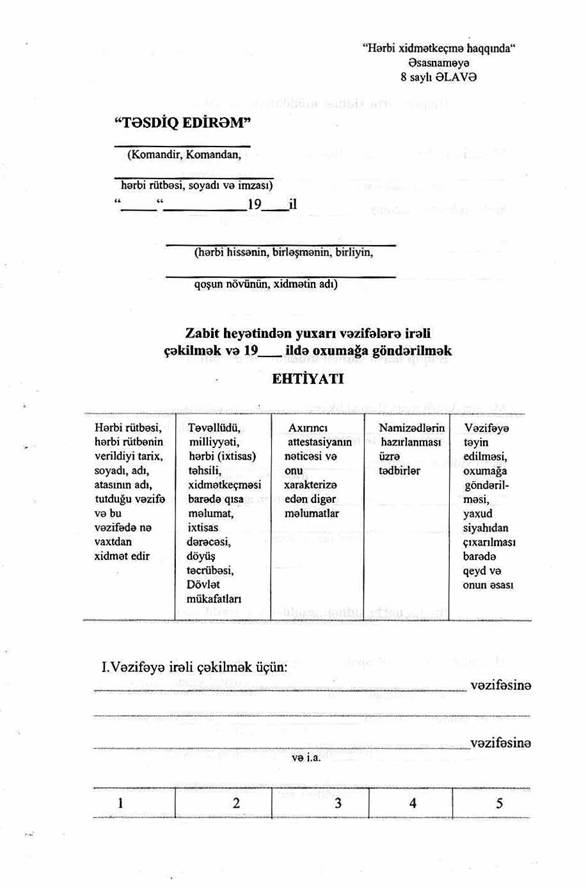 “Hərbi xidmətkeçmə haqqında“
Əsasnaməyə
8 saylı ƏLAVƏ
“TƏSDİQ EDİRƏM”
(Komandir, Komandan,
hərbi rütbəsi, soyadı və imzası)
“_____“____________19____il
(hərbi hissənin, birləşmənin, birliyin,
qoşun növünün, xidmətin adı)
Zabit heyətindən yuxarı vəzifələrə irəli
çəkilmək və 19___ ildə oxumağa göndərilmək
EHTİYATI
Hərbi rütbəsi,
hərbi rütbənin
verildiyi tarix,
soyadı, adı,
atasının adı,
tutduğu vəzifə
və bu
vəzifədə nə
vaxtdan
xidmət edir
Təvəllüdü,
milliyyəti,
hərbi (ixtisas)
təhsili,
xidmətkeçməsi
barədə qısa
məlumat,
ixtisas
dərəcəsi,
döyüş
təcrübəsi,
Dövlət
mükafatları
Axırıncı
attestasiyanın
nəticəsi və
onu
xarakterizə
edən digər
məlumatlar
Namizədlərin
hazırlanması
üzrə
tədbirlər
Vəzifəyə
təyin
edilməsi,
oxumağa
göndəril-
məsi,
yaxud
siyahıdan
çıxarılması
barədə
qeyd və
onun əsası
I.Vəzifəyə irəli çəkilmək üçün:
vəzifəsinə
vəzifəsinə
və i.a.
1 2 3 4 5